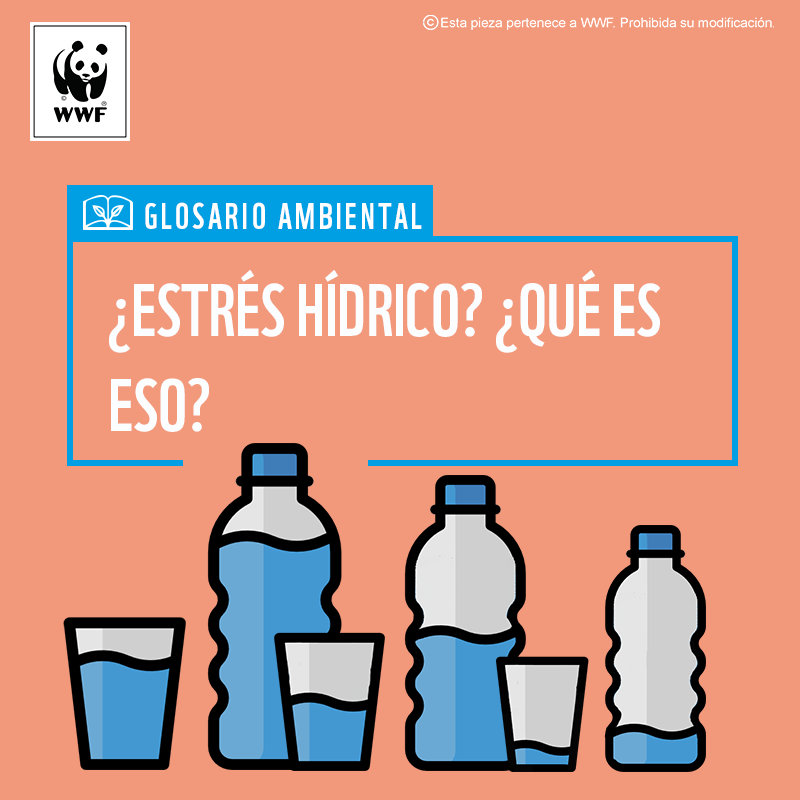 ©Esta pieza pertenece a WWF. Prohibida su modificación.
© ®
WWF
GLOSARIO AMBIENTAL
¿ESTRÉS HÍDRICO? ¿QUÉ ES
ESO?